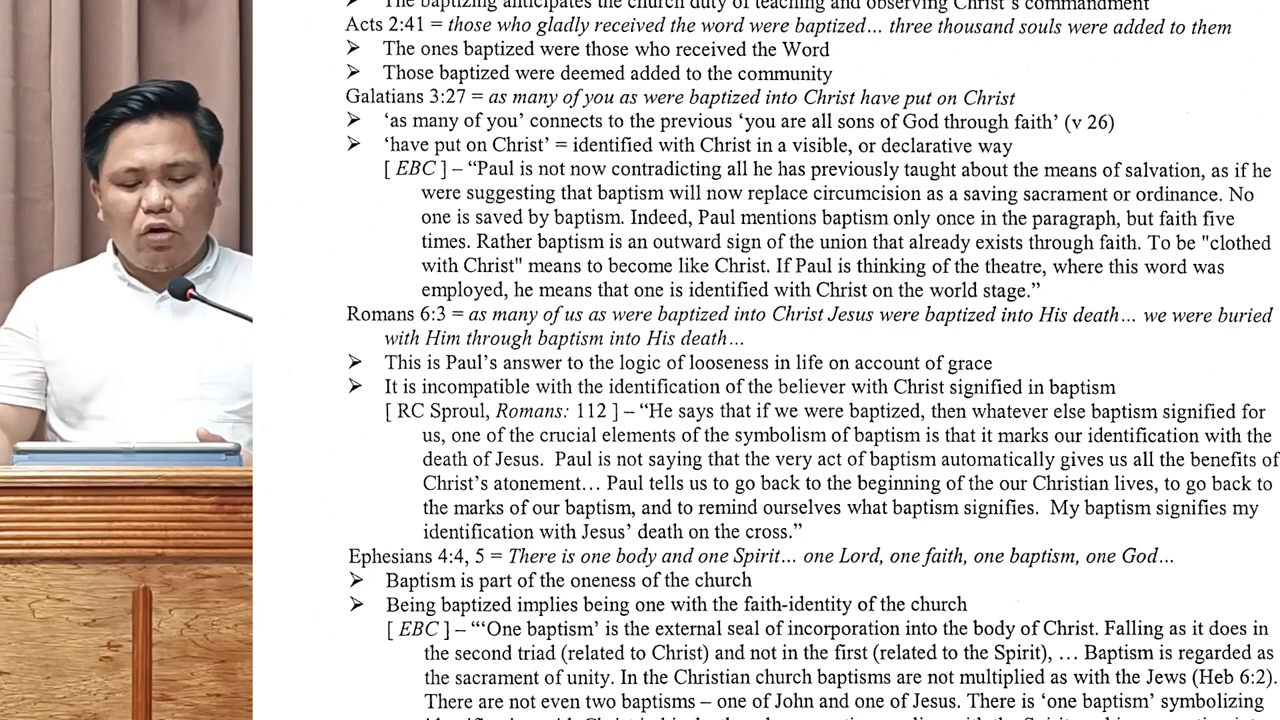 ➤ The baptizing anticipates the church duty of teaching and observing Christ's commandment
Acts 2:41 = those who gladly received the word were baptized… three thousand souls were added to them
➤ The ones baptized were those who received the Word
➤ Those baptized were deemed added to the community
Galatians 3:27 = as many of you as were baptized into Christ have put on Christ
➤ ‘as many of you’ connects to the previous ‘you are all sons of God through faith’ (v 26)
➤ ‘have put on Christ’ = identified with Christ in a visible, or declarative way
[ EBC ] – “Paul is not now contradicting all he has previously taught about the means of salvation, as if he
were suggesting that baptism will now replace circumcision as a saving sacrament or ordinance. No
one is saved by baptism. Indeed, Paul mentions baptism only once in the paragraph, but faith five
times. Rather baptism is an outward sign of the union that already exists through faith. To be "clothed
with Christ" means to become like Christ. If Paul is thinking of the theatre, where this word was
employed, he means that one is identified with Christ on the world stage.”
Romans 6:3 = as many of us as were baptized into Christ Jesus were baptized into His death… we were buried
with Him through baptism into His death…
➤ This is Paul’s answer to the logic of looseness in life on account of grace
➤ It is incompatible with the identification of the believer with Christ signified in baptism
[ RC Sproul, Romans: 112 ] – “He says that if we were baptized, then whatever else baptism signified for
us, one of the crucial elements of the symbolism of baptism is that it marks our identification with the
death of Jesus. Paul is not saying that the very act of baptism automatically gives us all the benefits of
Christ’s atonement… Paul tells us to go back to the beginning of the our Christian lives, to go back to
the marks of our baptism, and to remind ourselves what baptism signifies. My baptism signifies my
identification with Jesus’ death on the cross.”
Ephesians 4:4, 5 = There is one body and one Spirit… one Lord, one faith, one baptism, one God…
➤ Baptism is part of the oneness of the church
➤ Being baptized implies being one with the faith-identity of the church
[ EBC ] – “‘One baptism’ is the external seal of incorporation into the body of Christ. Falling as it does in
the second triad (related to Christ) and not in the first (related to the Spirit), … Baptism is regarded as
the sacrament of unity. In the Christian church baptisms are not multiplied as with the Jews (Heb 6:2).
There are not even two baptisms – one of John and one of Jesus. There is ‘one baptism’ symbolizing